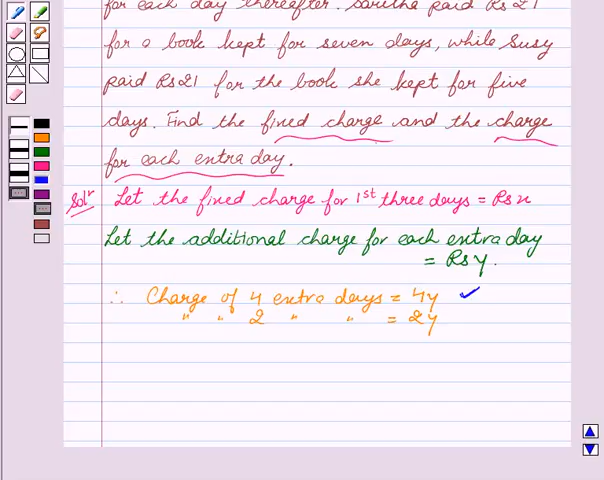 for each day thereafter. Saritha paid Rs 27
for a book kept for seven days, while Susy
paid Rs 21 for the book she kept for five
days. Find the fixed charge and the charge
for each extra day.
Solⁿ Let the fixed charge for 1st three days = Rs x
Let the additional charge for each extra day
= Rs y.
∴ Charge of 4 extra days = 4y
" " 2 " " = 2y